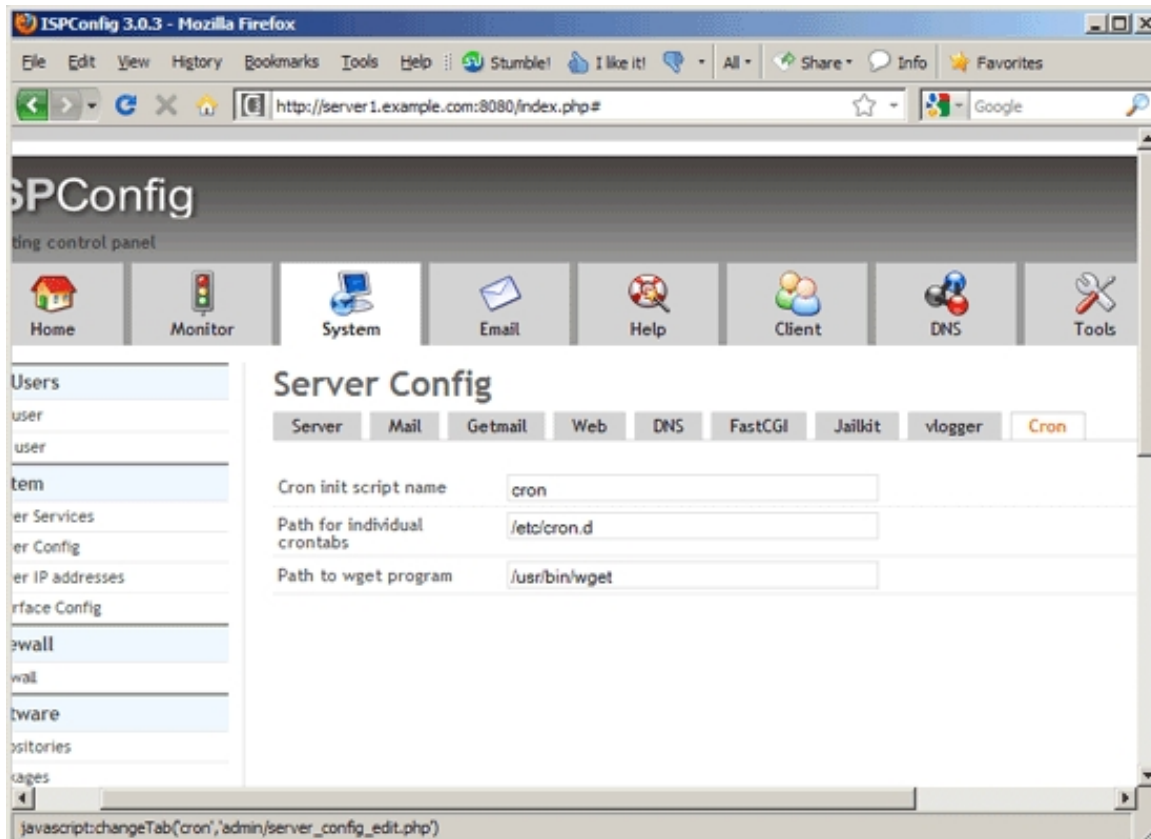 ISPConfig 3.0.3 - Mozilla Firefox
File Edit View History Bookmarks Tools Help Stumble! I like it! All Share Info Favorites
http://server1.example.com:8080/index.php# Google
SPConfig
ting control panel
Home Monitor System Email Help Client DNS Tools
Users
user
user
tem
er Services
er Config
er IP addresses
rface Config
ewall
wall
tware
ositories
kages
Server Config
Server Mail Getmail Web DNS FastCGI Jailkit vlogger Cron
Cron init script name cron
Path for individual /etc/cron.d
crontabs
Path to wget program /usr/bin/wget
javascript:changeTab('cron','admin/server_config_edit.php')